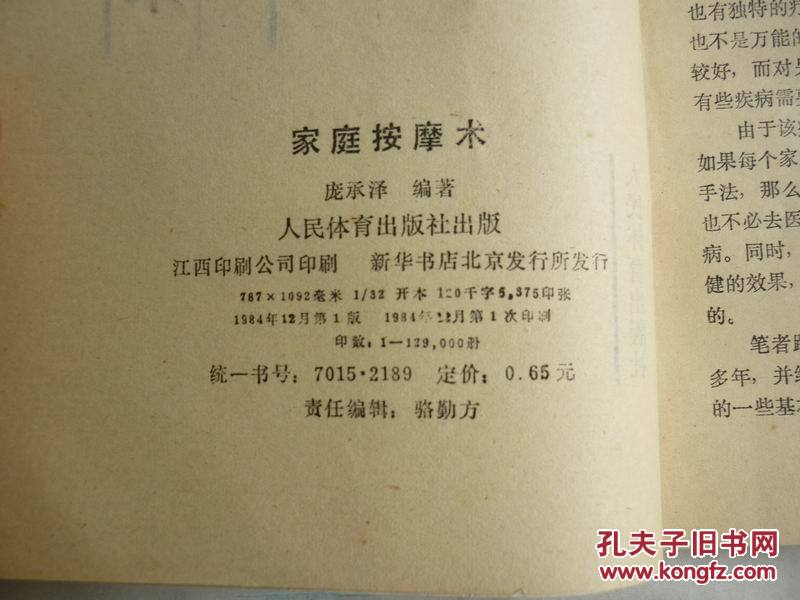 家庭按摩术
庞承泽 编著
人民体育出版社出版
江西印刷公司印刷 新华书店北京发行所发行
787×1092毫米 1/32 开本 120千字5,375印张
1984年12月第1版 1984年12月第1次印刷
印数：1—129,000册
统一书号：7015·2189 定价：0.65元
责任编辑：骆勤方
也有独特的疗
也不是万能的
较好，而对
有些疾病需
由于该
如果每个家
手法，那么
也不必去医
病。同时，
健的效果，
的。
笔者
多年，并
的一些基本
孔夫子旧书网
www.kongfz.com